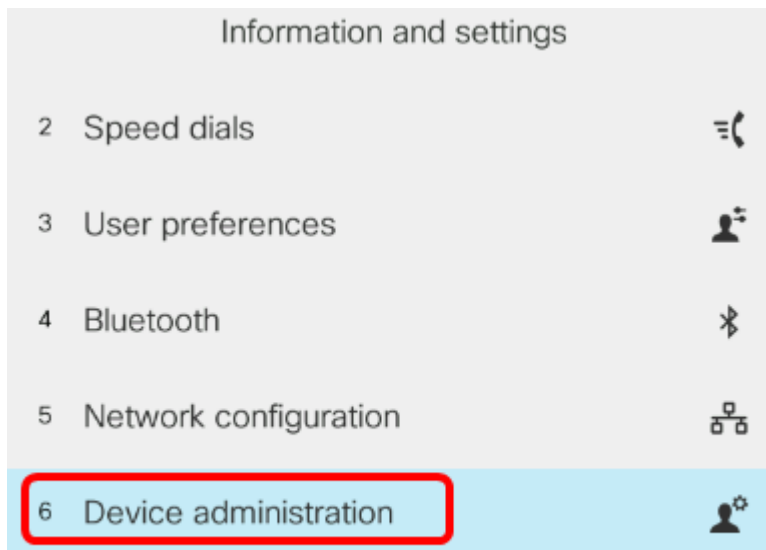 Information and settings
2 Speed dials
3 User preferences
4 Bluetooth
5 Network configuration
6 Device administration